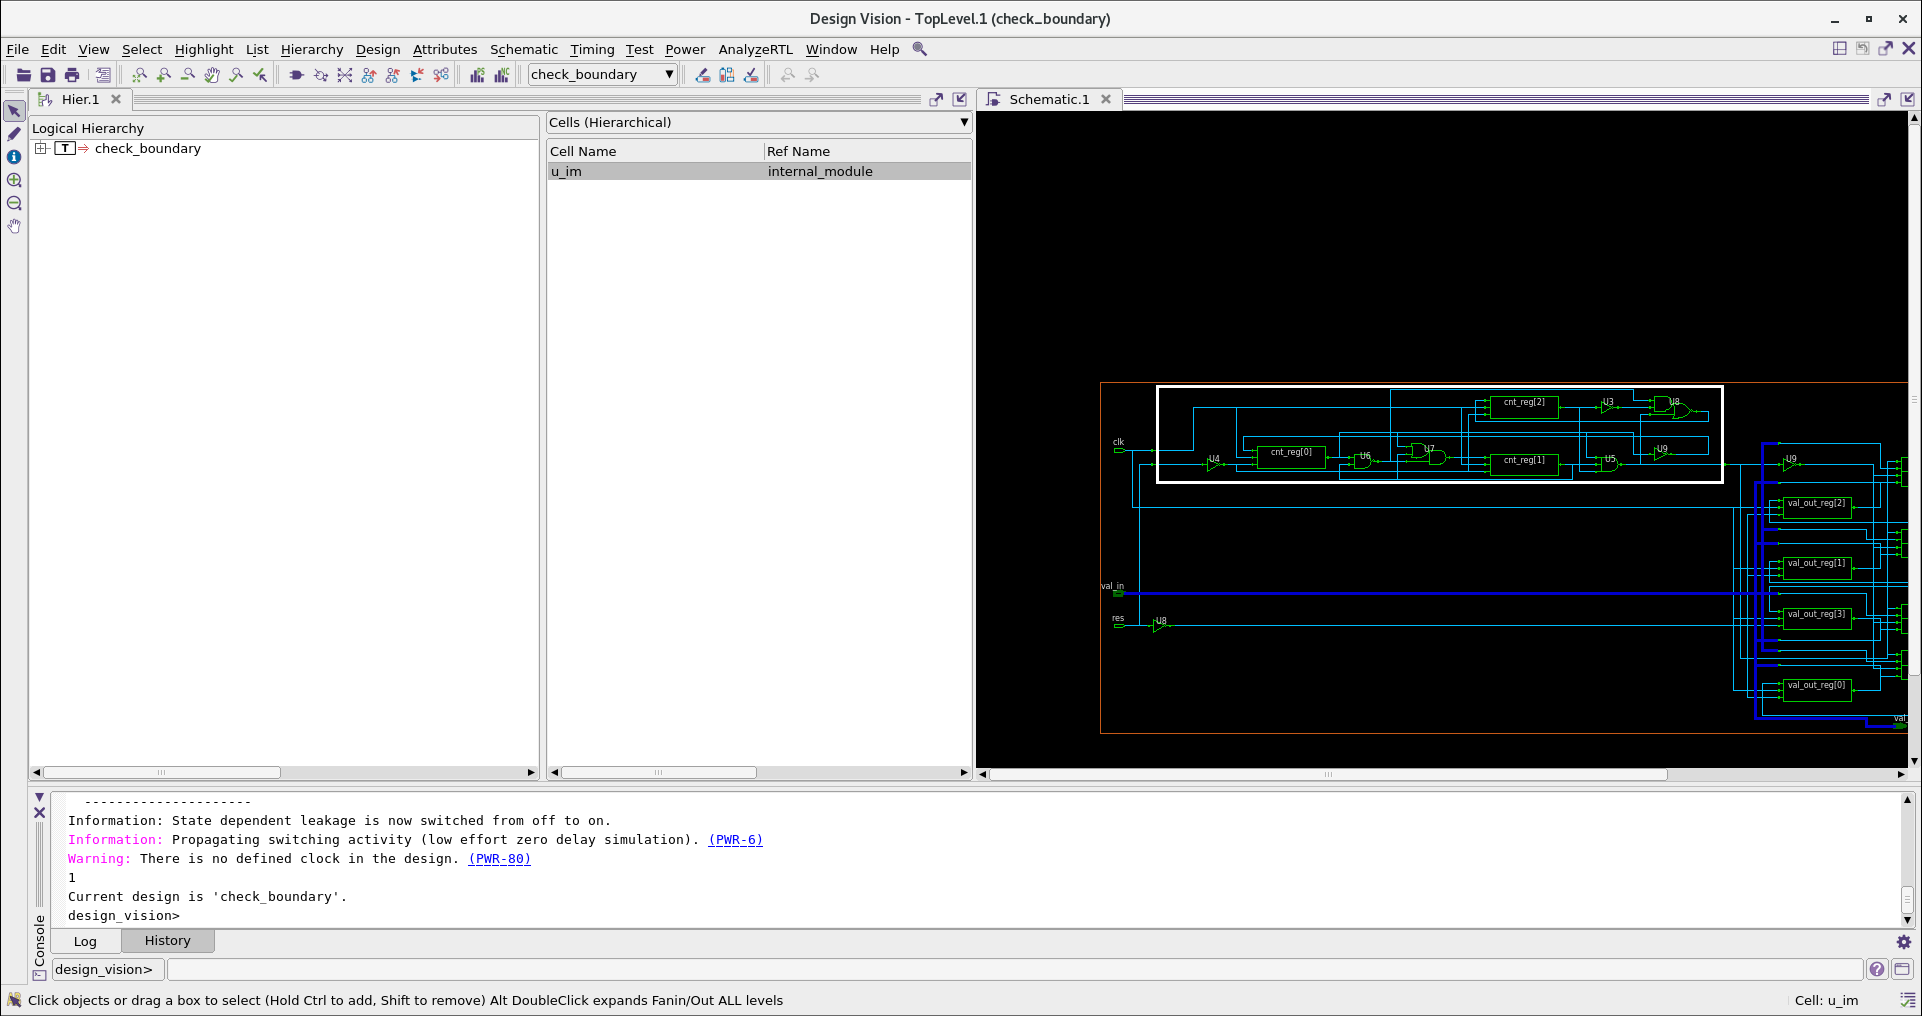 Design Vision - TopLevel.1 (check_boundary)
File Edit View Select Highlight List Hierarchy Design Attributes Schematic Timing Test Power AnalyzeRTL Window Help
check_boundary
Hier.1
Schematic.1
Logical Hierarchy
T check_boundary
Cells (Hierarchical)
Cell Name Ref Name
u_im internal_module
cnt_reg[2] U3 U8
clk
U4 cnt_reg[0] U6 U7 cnt_reg[1] U5 U9
U9
val_out_reg[2]
val_out_reg[1]
val_in
val_out_reg[3]
res
U8
val_out_reg[0]
val_
---------------------
Information: State dependent leakage is now switched from off to on.
Information: Propagating switching activity (low effort zero delay simulation). (PWR-6)
Warning: There is no defined clock in the design. (PWR-80)
1
Current design is 'check_boundary'.
design_vision>
Console
Log History
design_vision>
Click objects or drag a box to select (Hold Ctrl to add, Shift to remove) Alt DoubleClick expands Fanin/Out ALL levels
Cell: u_im